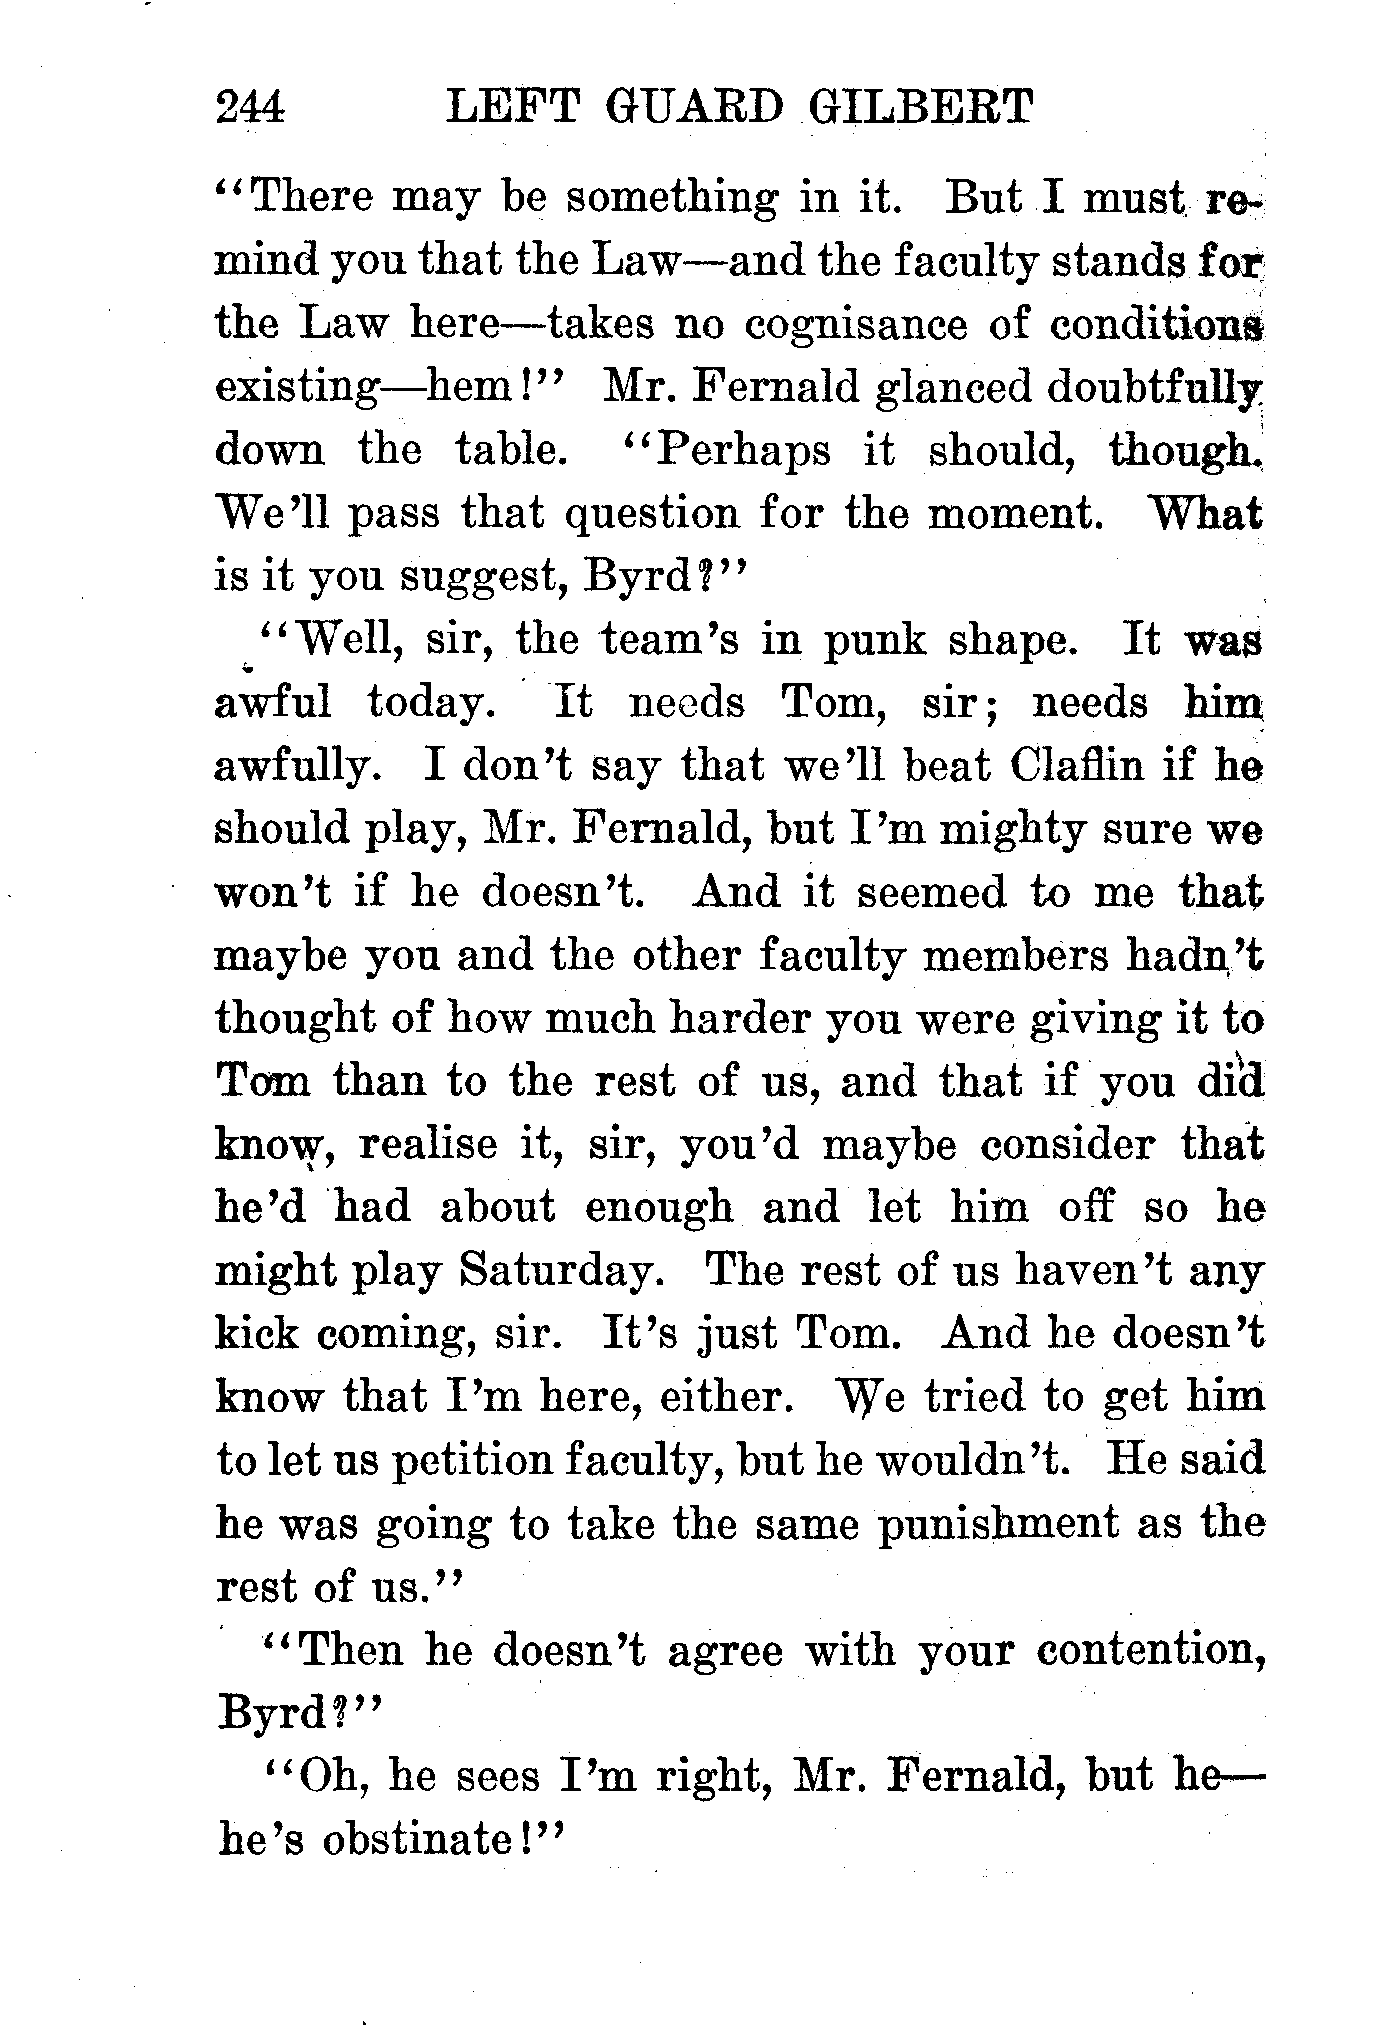 244 LEFT GUARD GILBERT
"There may be something in it. But I must re-
mind you that the Law—and the faculty stands for
the Law here—takes no cognisance of conditions
existing—hem!" Mr. Fernald glanced doubtfully
down the table. "Perhaps it should, though.
We'll pass that question for the moment. What
is it you suggest, Byrd?"
"Well, sir, the team's in punk shape. It was
awful today. It needs Tom, sir; needs him
awfully. I don't say that we'll beat Claflin if he
should play, Mr. Fernald, but I'm mighty sure we
won't if he doesn't. And it seemed to me that
maybe you and the other faculty members hadn't
thought of how much harder you were giving it to
Tom than to the rest of us, and that if you did
know, realise it, sir, you'd maybe consider that
he'd had about enough and let him off so he
might play Saturday. The rest of us haven't any
kick coming, sir. It's just Tom. And he doesn't
know that I'm here, either. We tried to get him
to let us petition faculty, but he wouldn't. He said
he was going to take the same punishment as the
rest of us."
"Then he doesn't agree with your contention,
Byrd?"
"Oh, he sees I'm right, Mr. Fernald, but he—
he's obstinate!"